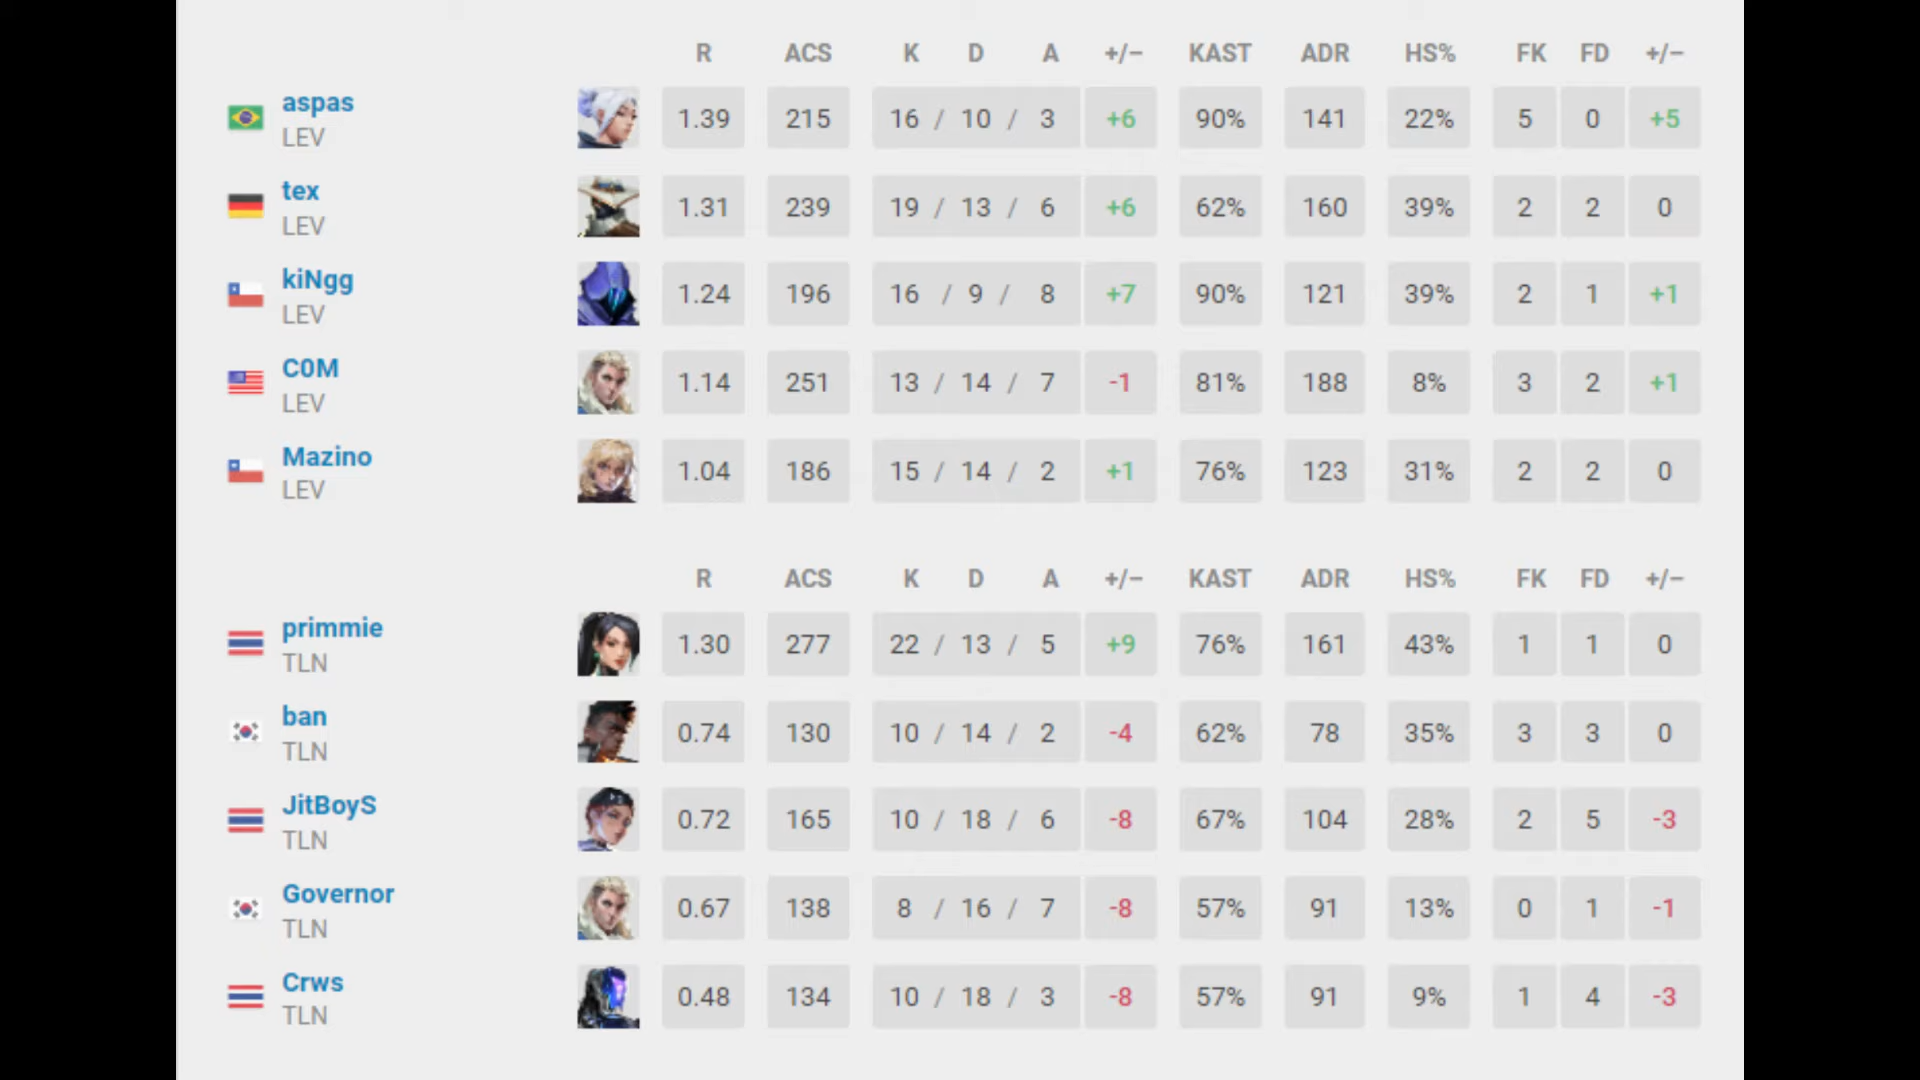 R ACS K D A +/− KAST ADR HS% FK FD +/−
aspas
LEV
1.39 215 16 / 10 / 3 +6 90% 141 22% 5 0 +5
tex
LEV
1.31 239 19 / 13 / 6 +6 62% 160 39% 2 2 0
kiNgg
LEV
1.24 196 16 / 9 / 8 +7 90% 121 39% 2 1 +1
C0M
LEV
1.14 251 13 / 14 / 7 -1 81% 188 8% 3 2 +1
Mazino
LEV
1.04 186 15 / 14 / 2 +1 76% 123 31% 2 2 0
R ACS K D A +/− KAST ADR HS% FK FD +/−
primmie
TLN
1.30 277 22 / 13 / 5 +9 76% 161 43% 1 1 0
ban
TLN
0.74 130 10 / 14 / 2 -4 62% 78 35% 3 3 0
JitBoyS
TLN
0.72 165 10 / 18 / 6 -8 67% 104 28% 2 5 -3
Governor
TLN
0.67 138 8 / 16 / 7 -8 57% 91 13% 0 1 -1
Crws
TLN
0.48 134 10 / 18 / 3 -8 57% 91 9% 1 4 -3